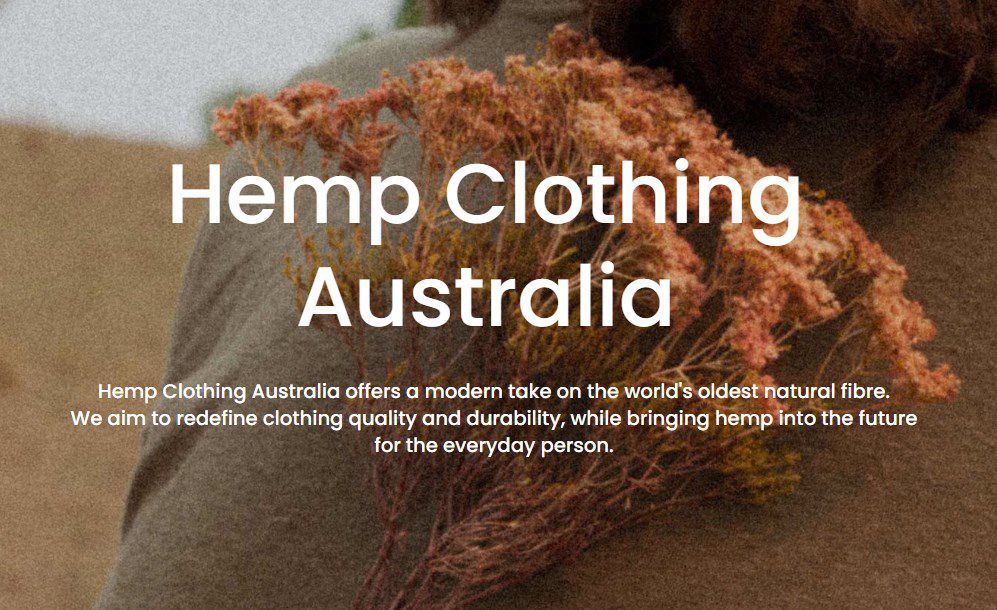 Hemp Clothing
Australia
Hemp Clothing Australia offers a modern take on the world's oldest natural fibre.
We aim to redefine clothing quality and durability, while bringing hemp into the future
for the everyday person.